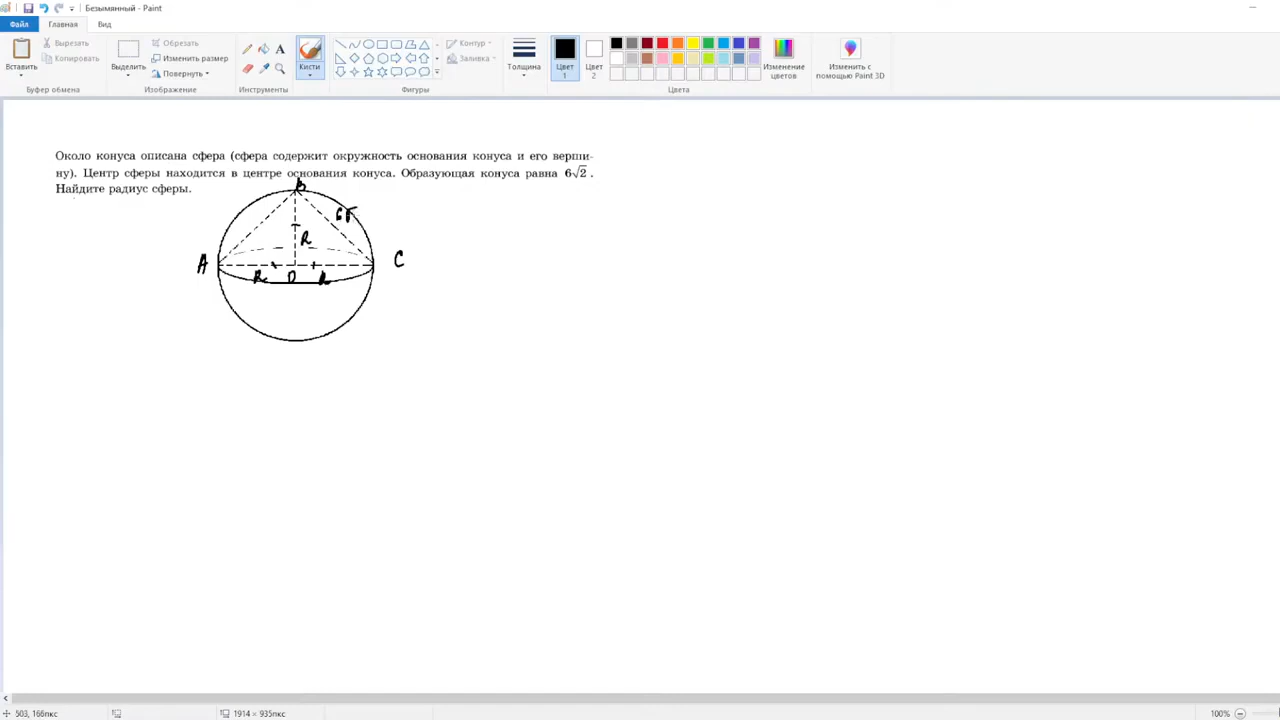 Безымянный - Paint
Файл Главная Вид
Вставить
Вырезать
Копировать
Буфер обмена
Выделить
Обрезать
Изменить размер
Повернуть
Изображение
A
Инструменты
Кисти
Контур
Заливка
Фигуры
Толщина
Цвет 1
Цвет 2
Изменение цветов
Цвета
Изменить с помощью Paint 3D
Около конуса описана сфера (сфера содержит окружность основания конуса и его верши-
ну). Центр сферы находится в центре основания конуса. Образующая конуса равна 6√2 .
Найдите радиус сферы.
B
6√
R
A C
R D R
503, 166пкс 1914 × 935пкс 100%